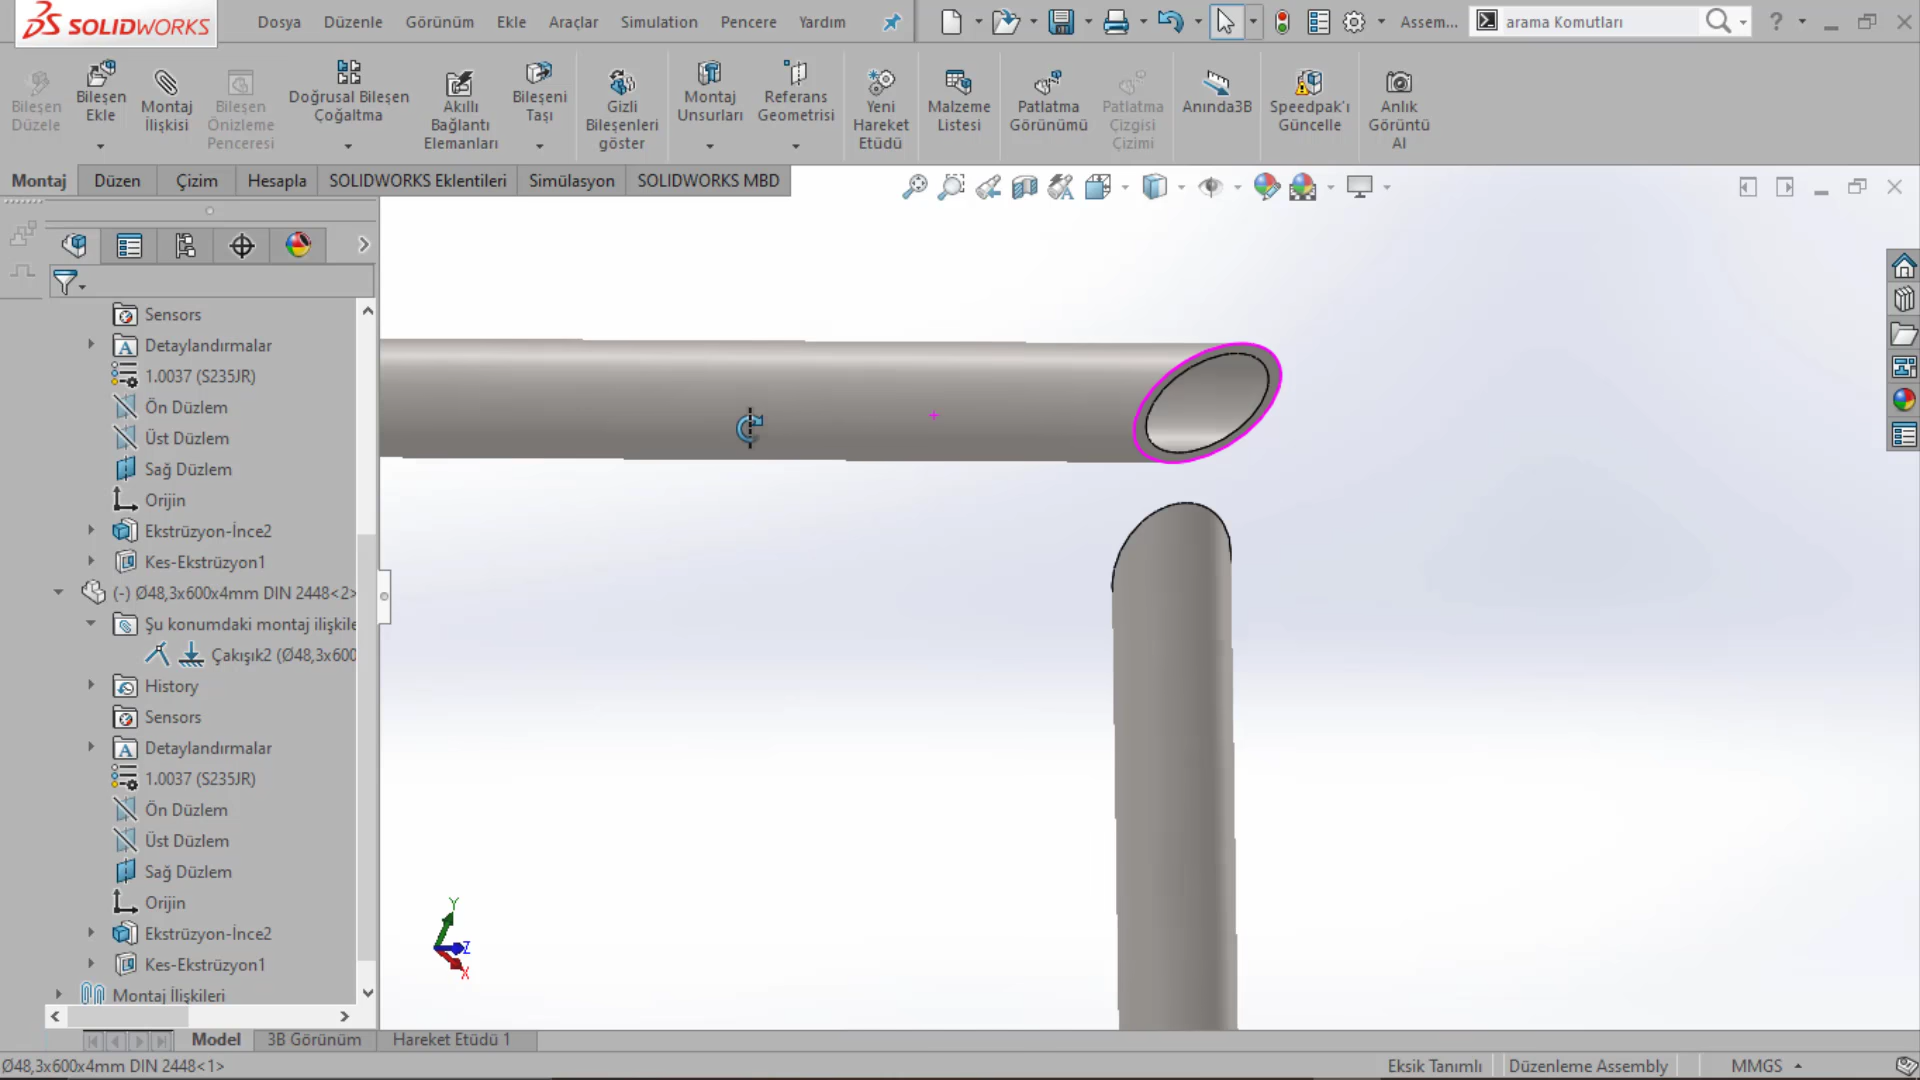 SOLIDWORKS
Dosya Düzenle Görünüm Ekle Araçlar Simulation Pencere Yardım
Assem...
arama Komutları
Bileşen Düzele
Bileşen Ekle
Montaj İlişkisi
Bileşen Önizleme Penceresi
Doğrusal Bileşen Çoğaltma
Akıllı Bağlantı Elemanları
Bileşeni Taşı
Gizli Bileşenleri göster
Montaj Unsurları
Referans Geometrisi
Yeni Hareket Etüdü
Malzeme Listesi
Patlatma Görünümü
Patlatma Çizgisi Çizimi
Anında3B
Speedpak'ı Güncelle
Anlık Görüntü Al
Montaj Düzen Çizim Hesapla SOLIDWORKS Eklentileri Simülasyon SOLIDWORKS MBD
Sensors
Detaylandırmalar
1.0037 (S235JR)
Ön Düzlem
Üst Düzlem
Sağ Düzlem
Orijin
Ekstrüzyon-İnce2
Kes-Ekstrüzyon1
(-) Ø48,3x600x4mm DIN 2448<2>
Şu konumdaki montaj ilişkile
Çakışık2 (Ø48,3x600
History
Sensors
Detaylandırmalar
1.0037 (S235JR)
Ön Düzlem
Üst Düzlem
Sağ Düzlem
Orijin
Ekstrüzyon-İnce2
Kes-Ekstrüzyon1
Montaj İlişkileri
Y
Z
X
Model 3B Görünüm Hareket Etüdü 1
Ø48,3x600x4mm DIN 2448<1>
Eksik Tanımlı Düzenleme Assembly MMGS